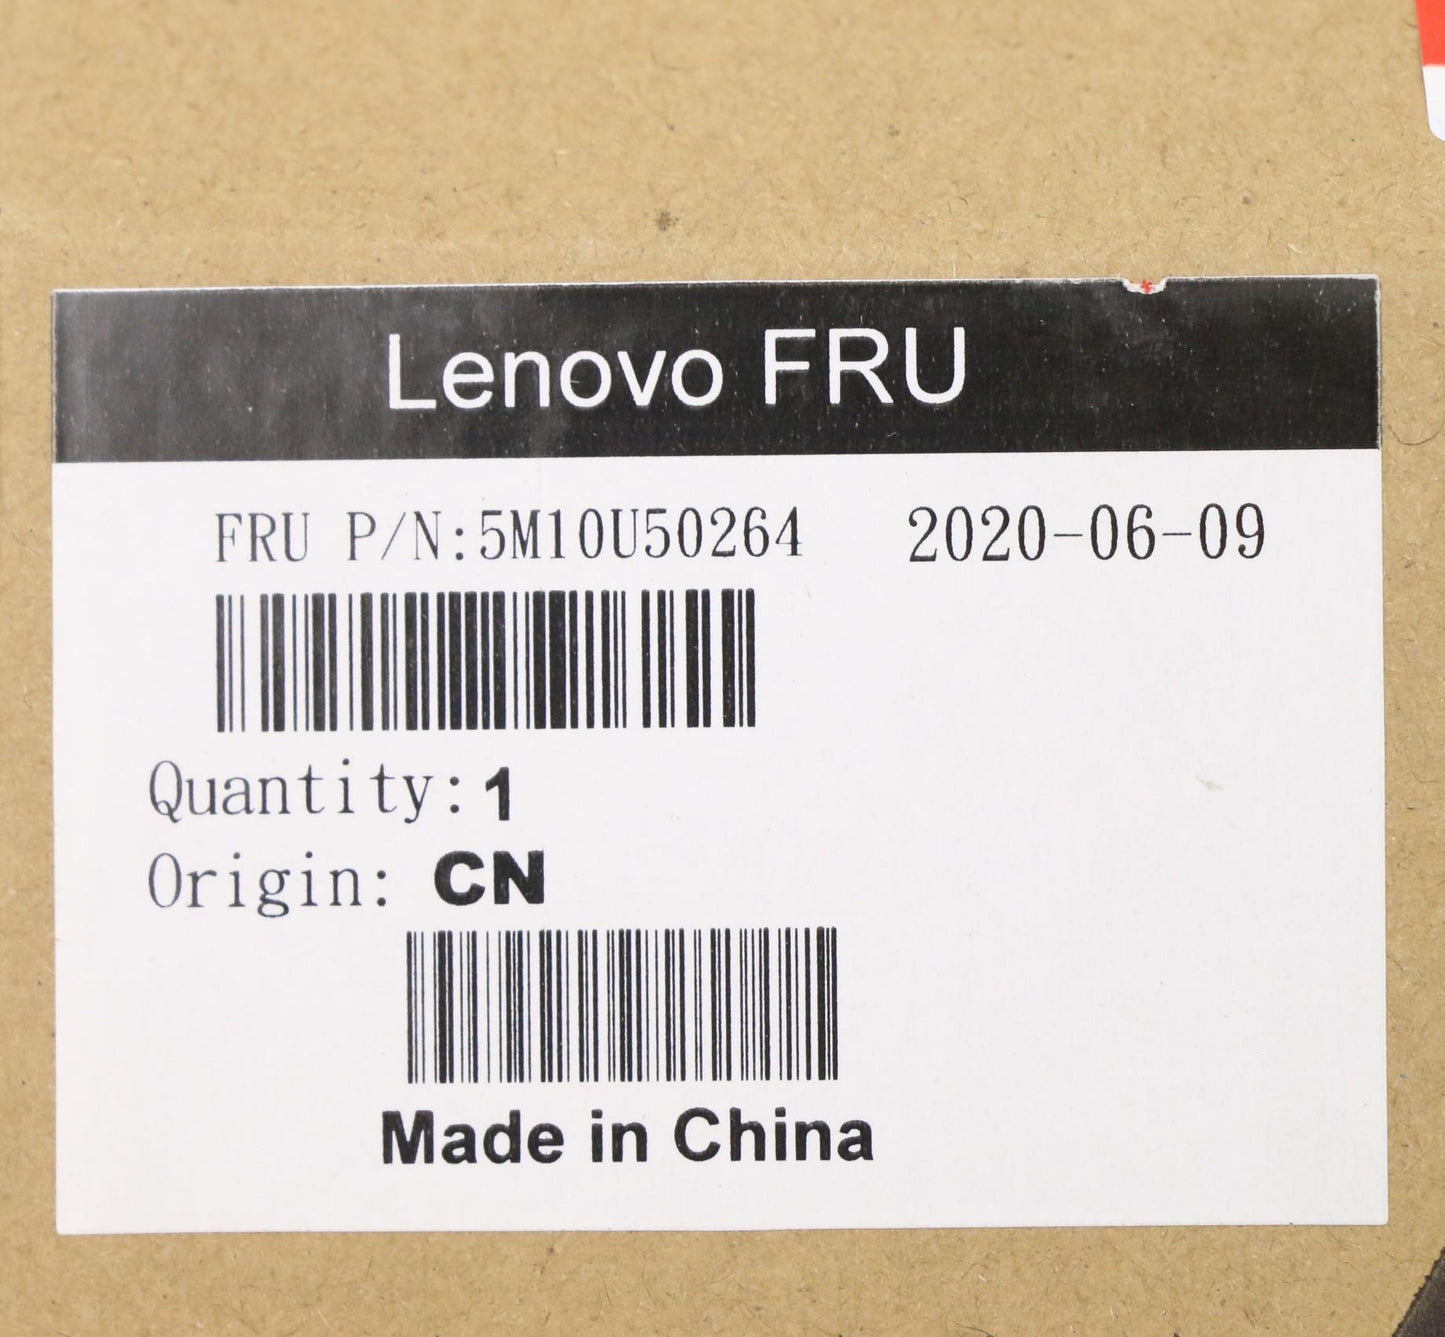 Lenovo FRU
FRU P/N:5M10U50264 2020-06-09
Quantity:1
Origin: CN
Made in China